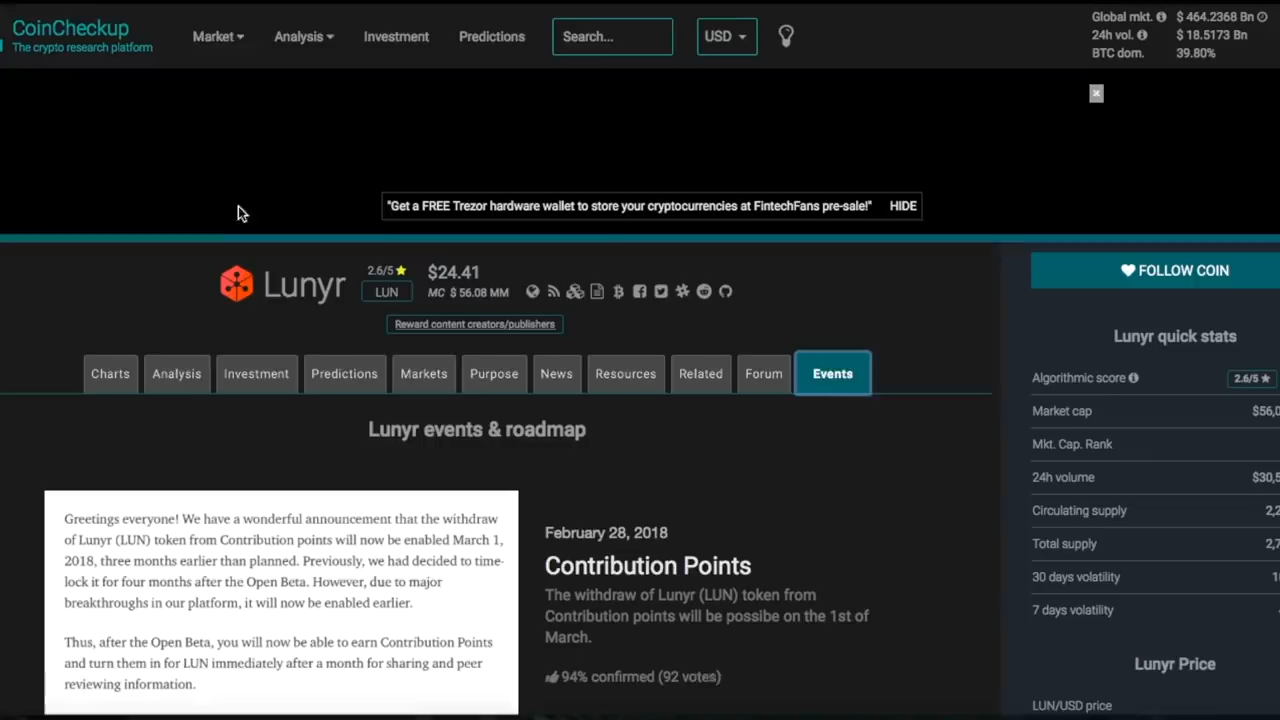 CoinCheckup
The crypto research platform
Market
Analysis
Investment
Predictions
Search...
USD
Global mkt. $ 464.2368 Bn
24h vol. $ 18.5173 Bn
BTC dom. 39.80%
"Get a FREE Trezor hardware wallet to store your cryptocurrencies at FintechFans pre-sale!" HIDE
Lunyr
2.6/5
LUN
$24.41
MC $ 56.08 MM
Reward content creators/publishers
Charts
Analysis
Investment
Predictions
Markets
Purpose
News
Resources
Related
Forum
Events
Lunyr events & roadmap
Greetings everyone! We have a wonderful announcement that the withdraw
of Lunyr (LUN) token from Contribution points will now be enabled March 1,
2018, three months earlier than planned. Previously, we had decided to time-
lock it for four months after the Open Beta. However, due to major
breakthroughs in our platform, it will now be enabled earlier.
Thus, after the Open Beta, you will now be able to earn Contribution Points
and turn them in for LUN immediately after a month for sharing and peer
reviewing information.
February 28, 2018
Contribution Points
The withdraw of Lunyr (LUN) token from
Contribution points will be possibe on the 1st of
March.
94% confirmed (92 votes)
FOLLOW COIN
Lunyr quick stats
Algorithmic score 2.6/5
Market cap $56,0
Mkt. Cap. Rank
24h volume $30,5
Circulating supply 2,2
Total supply 2,7
30 days volatility
7 days volatility
Lunyr Price
LUN/USD price